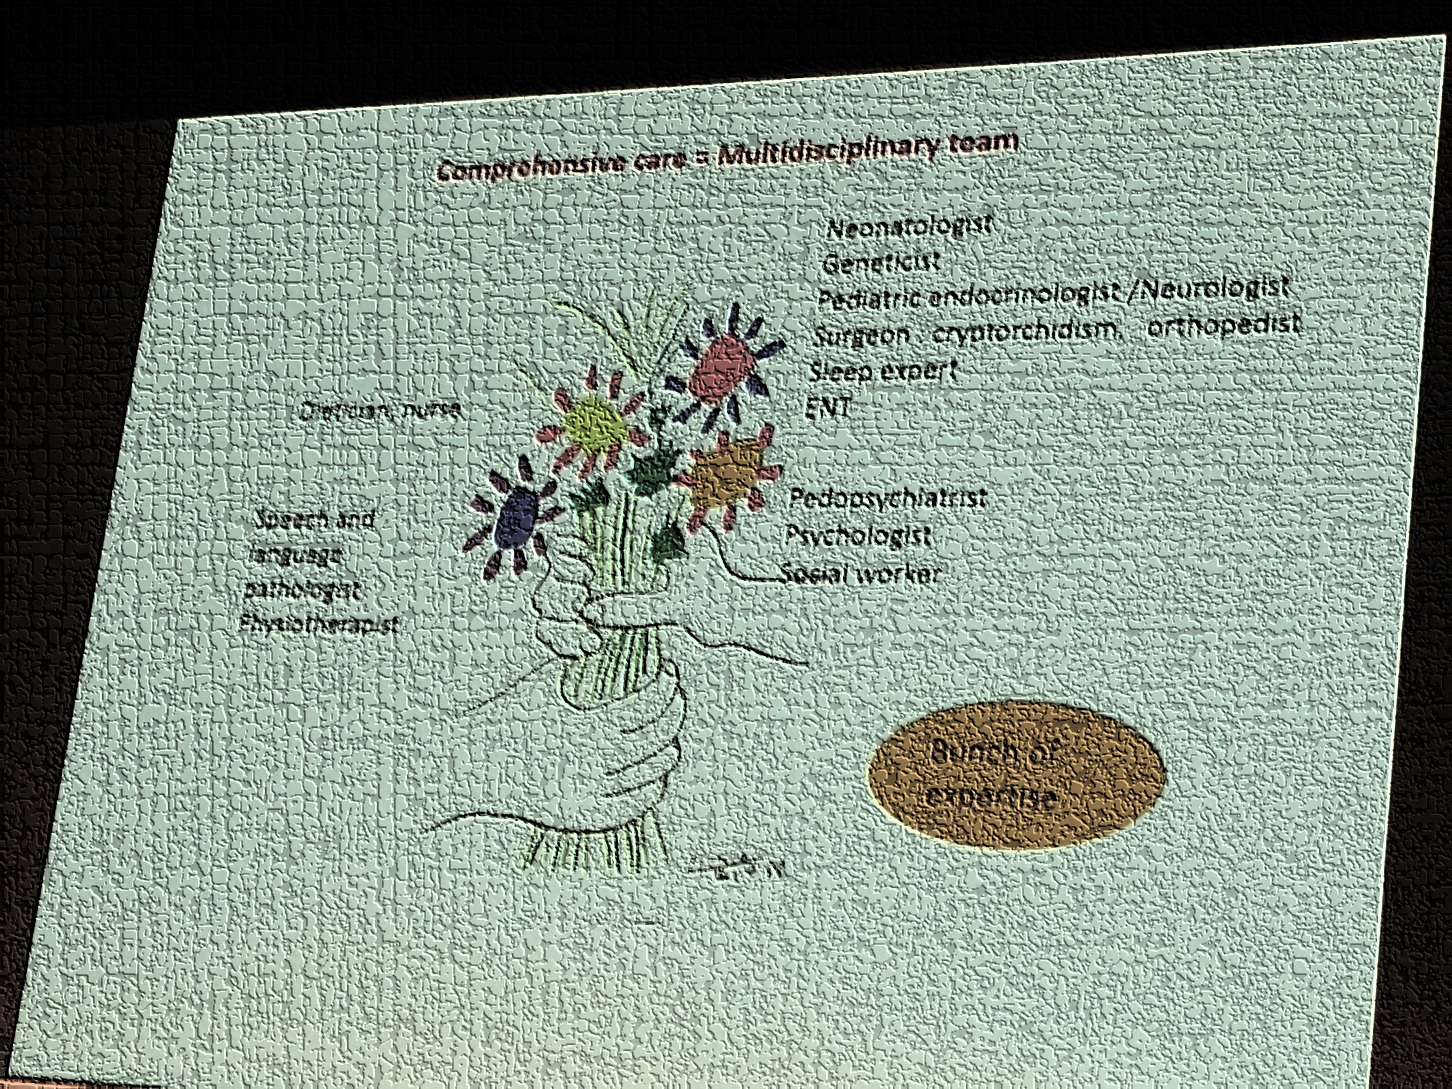 Comprehensive care = Multidisciplinary team
Neonatologist
Geneticist
Pediatric endocrinologist /Neurologist
Surgeon cryptorchidism, orthopedist
Sleep expert
ENT
Dietician, nurse
Pedopsychiatrist
Psychologist
Social worker
Speech and
language
pathologist
Physiotherapist
Bunch of
expertise